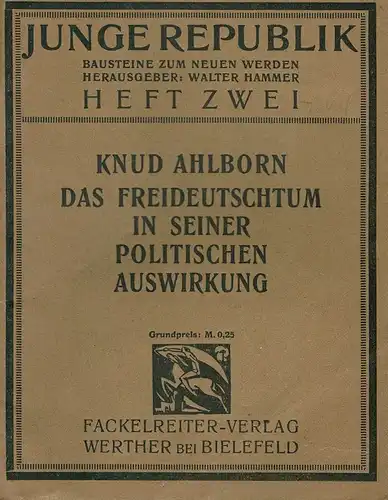 JUNGE REPUBLIK
BAUSTEINE ZUM NEUEN WERDEN
HERAUSGEBER: WALTER HAMMER
HEFT ZWEI
KNUD AHLBORN
DAS FREIDEUTSCHTUM
IN SEINER
POLITISCHEN
AUSWIRKUNG
Grundpreis: M. 0,25
FACKELREITER-VERLAG
WERTHER BEI BIELEFELD